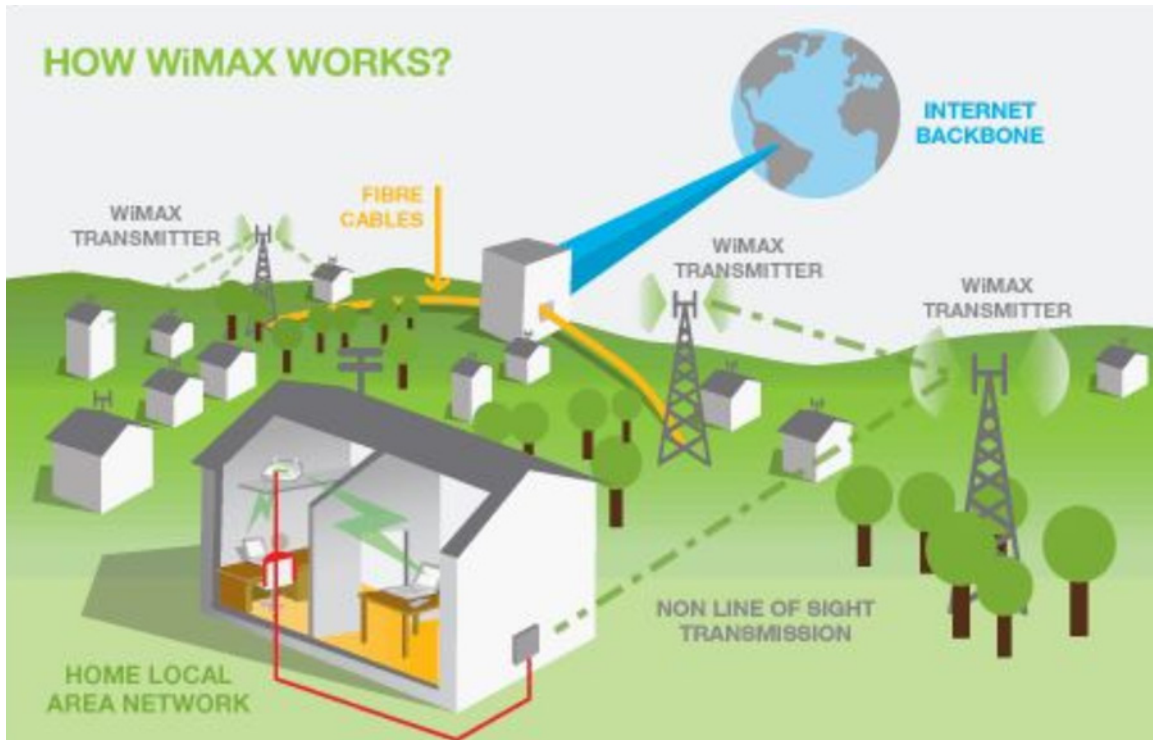 HOW WiMAX WORKS?
INTERNET
BACKBONE
FIBRE
CABLES
WiMAX
TRANSMITTER
WiMAX
TRANSMITTER
WiMAX
TRANSMITTER
NON LINE OF SIGHT
TRANSMISSION
HOME LOCAL
AREA NETWORK